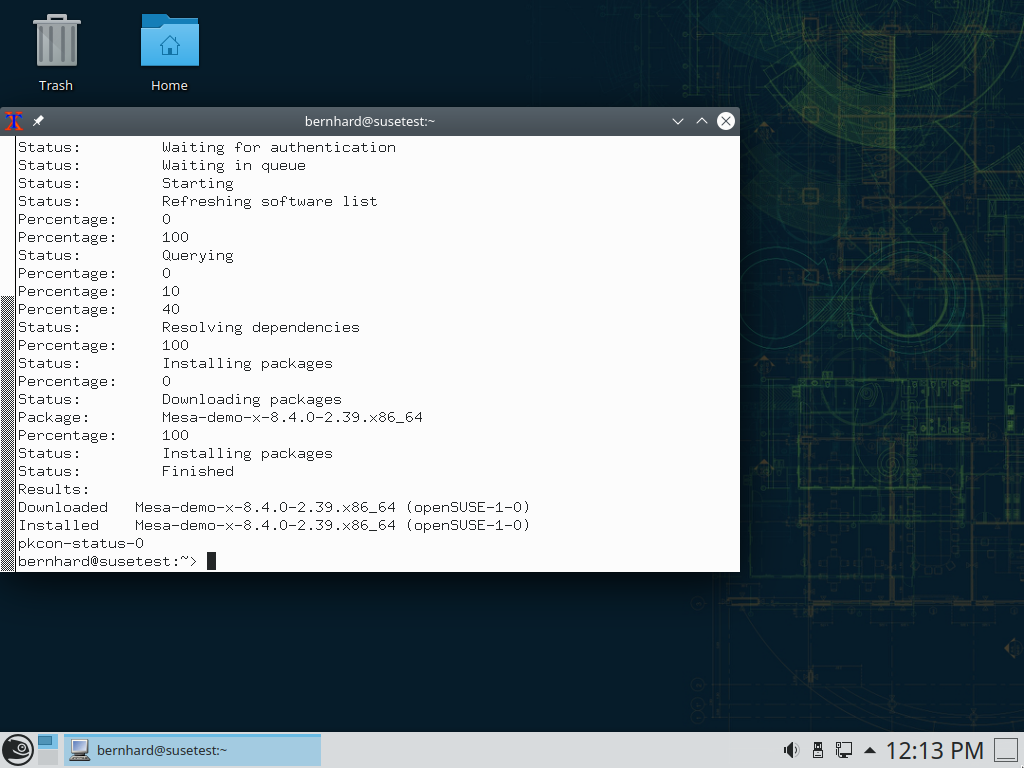 Trash
Home
bernhard@susetest:~
Status: Waiting for authentication
Status: Waiting in queue
Status: Starting
Status: Refreshing software list
Percentage: 0
Percentage: 100
Status: Querying
Percentage: 0
Percentage: 10
Percentage: 40
Status: Resolving dependencies
Percentage: 100
Status: Installing packages
Percentage: 0
Status: Downloading packages
Package: Mesa-demo-x-8.4.0-2.39.x86_64
Percentage: 100
Status: Installing packages
Status: Finished
Results:
Downloaded Mesa-demo-x-8.4.0-2.39.x86_64 (openSUSE-1-0)
Installed Mesa-demo-x-8.4.0-2.39.x86_64 (openSUSE-1-0)
pkcon-status-0
bernhard@susetest:~>
bernhard@susetest:~
12:13 PM